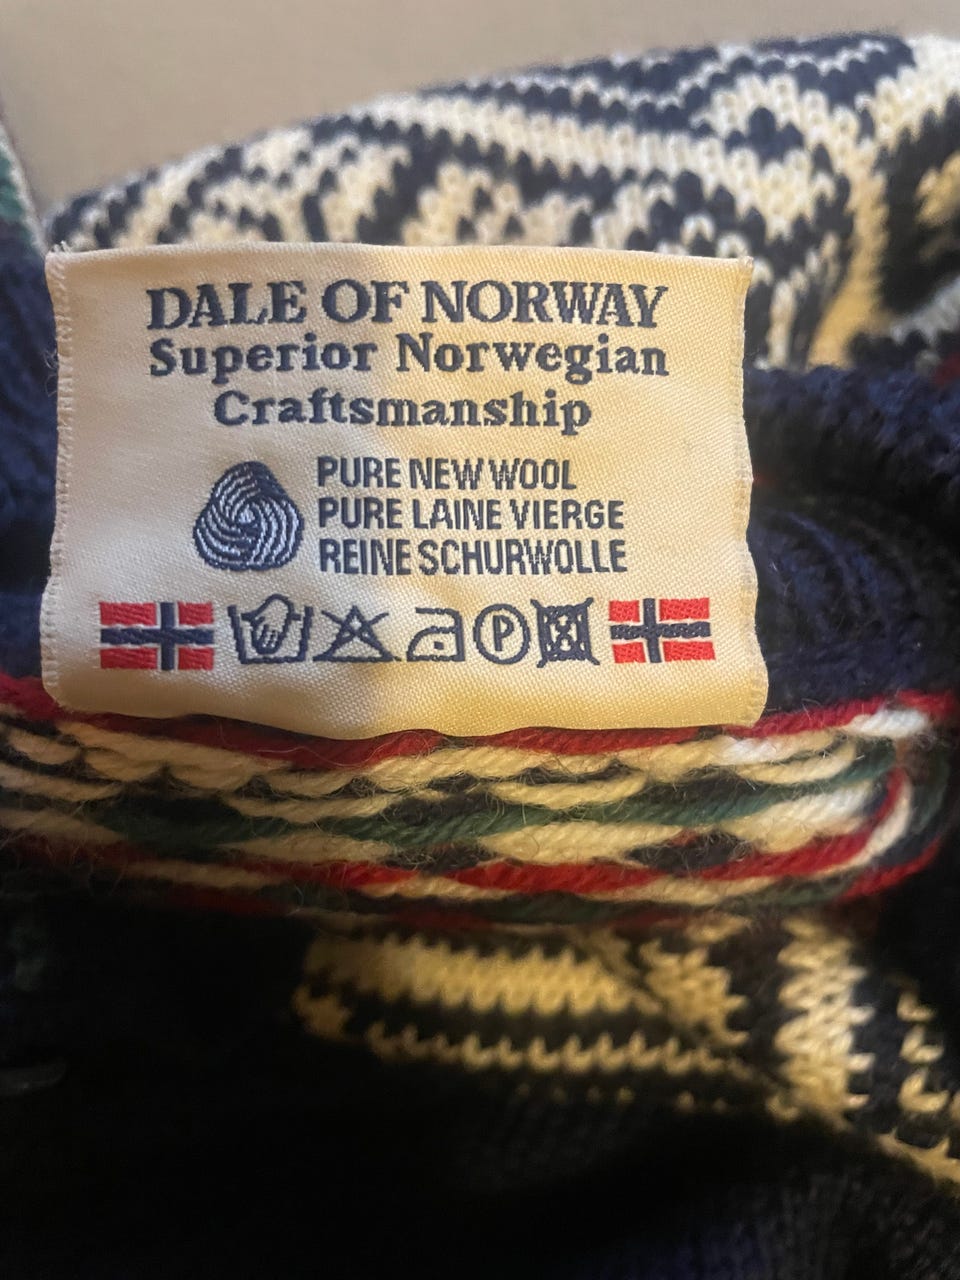 DALE OF NORWAY
Superior Norwegian
Craftsmanship
PURE NEW WOOL
PURE LAINE VIERGE
REINE SCHURWOLLE
P